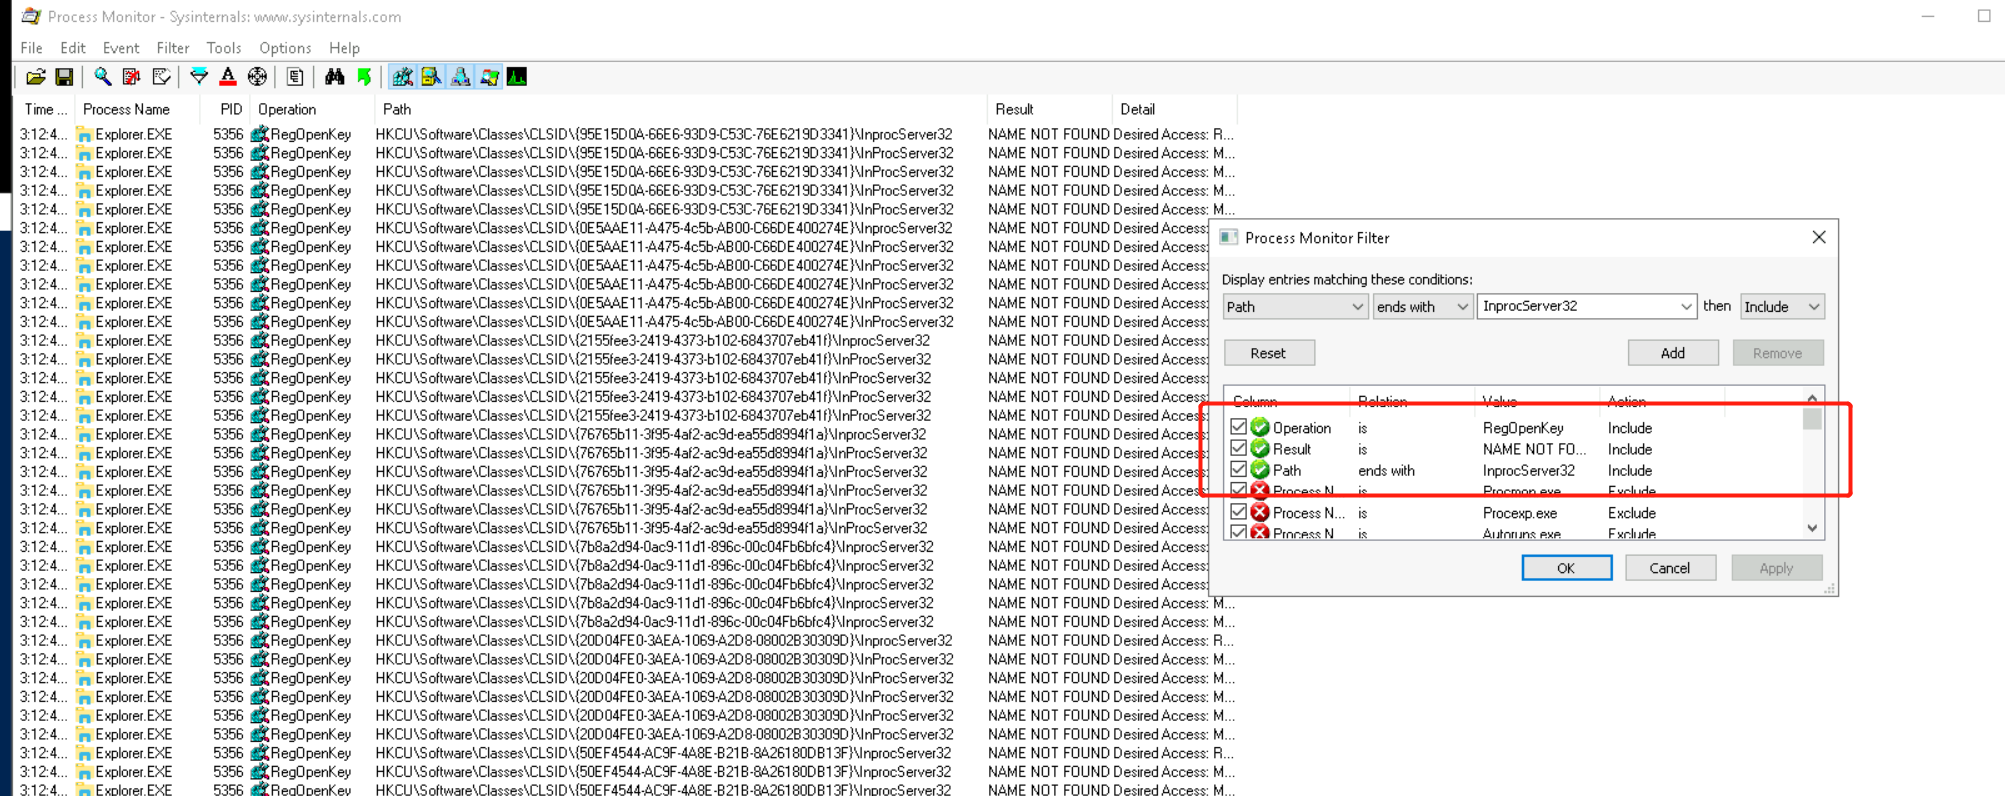 Process Monitor - Sysinternals: www.sysinternals.com
File Edit Event Filter Tools Options Help
Time ... Process Name PID Operation Path Result Detail
3:12:4... Explorer.EXE 5356 RegOpenKey HKCU\Software\Classes\CLSID\{95E15D0A-66E6-93D9-C53C-76E6219D3341}\InprocServer32 NAME NOT FOUND Desired Access: R...
3:12:4... Explorer.EXE 5356 RegOpenKey HKCU\Software\Classes\CLSID\{95E15D0A-66E6-93D9-C53C-76E6219D3341}\InProcServer32 NAME NOT FOUND Desired Access: M...
3:12:4... Explorer.EXE 5356 RegOpenKey HKCU\Software\Classes\CLSID\{95E15D0A-66E6-93D9-C53C-76E6219D3341}\InProcServer32 NAME NOT FOUND Desired Access: M...
3:12:4... Explorer.EXE 5356 RegOpenKey HKCU\Software\Classes\CLSID\{95E15D0A-66E6-93D9-C53C-76E6219D3341}\InProcServer32 NAME NOT FOUND Desired Access: M...
3:12:4... Explorer.EXE 5356 RegOpenKey HKCU\Software\Classes\CLSID\{95E15D0A-66E6-93D9-C53C-76E6219D3341}\InProcServer32 NAME NOT FOUND Desired Access: M...
3:12:4... Explorer.EXE 5356 RegOpenKey HKCU\Software\Classes\CLSID\{0E5AAE11-A475-4c5b-AB00-C66DE400274E}\InprocServer32 NAME NOT FOUND Desired Access:
3:12:4... Explorer.EXE 5356 RegOpenKey HKCU\Software\Classes\CLSID\{0E5AAE11-A475-4c5b-AB00-C66DE400274E}\InProcServer32 NAME NOT FOUND Desired Access:
3:12:4... Explorer.EXE 5356 RegOpenKey HKCU\Software\Classes\CLSID\{0E5AAE11-A475-4c5b-AB00-C66DE400274E}\InProcServer32 NAME NOT FOUND Desired Access:
3:12:4... Explorer.EXE 5356 RegOpenKey HKCU\Software\Classes\CLSID\{0E5AAE11-A475-4c5b-AB00-C66DE400274E}\InProcServer32 NAME NOT FOUND Desired Access:
3:12:4... Explorer.EXE 5356 RegOpenKey HKCU\Software\Classes\CLSID\{0E5AAE11-A475-4c5b-AB00-C66DE400274E}\InprocServer32 NAME NOT FOUND Desired Access:
3:12:4... Explorer.EXE 5356 RegOpenKey HKCU\Software\Classes\CLSID\{0E5AAE11-A475-4c5b-AB00-C66DE400274E}\InProcServer32 NAME NOT FOUND Desired Access:
3:12:4... Explorer.EXE 5356 RegOpenKey HKCU\Software\Classes\CLSID\{2155fee3-2419-4373-b102-6843707eb41f}\InprocServer32 NAME NOT FOUND Desired Access:
3:12:4... Explorer.EXE 5356 RegOpenKey HKCU\Software\Classes\CLSID\{2155fee3-2419-4373-b102-6843707eb41f}\InProcServer32 NAME NOT FOUND Desired Access:
3:12:4... Explorer.EXE 5356 RegOpenKey HKCU\Software\Classes\CLSID\{2155fee3-2419-4373-b102-6843707eb41f}\InProcServer32 NAME NOT FOUND Desired Access:
3:12:4... Explorer.EXE 5356 RegOpenKey HKCU\Software\Classes\CLSID\{2155fee3-2419-4373-b102-6843707eb41f}\InprocServer32 NAME NOT FOUND Desired Access:
3:12:4... Explorer.EXE 5356 RegOpenKey HKCU\Software\Classes\CLSID\{2155fee3-2419-4373-b102-6843707eb41f}\InProcServer32 NAME NOT FOUND Desired Access:
3:12:4... Explorer.EXE 5356 RegOpenKey HKCU\Software\Classes\CLSID\{76765b11-3f95-4af2-ac9d-ea55d8994f1a}\InprocServer32 NAME NOT FOUND Desired Access:
3:12:4... Explorer.EXE 5356 RegOpenKey HKCU\Software\Classes\CLSID\{76765b11-3f95-4af2-ac9d-ea55d8994f1a}\InProcServer32 NAME NOT FOUND Desired Access:
3:12:4... Explorer.EXE 5356 RegOpenKey HKCU\Software\Classes\CLSID\{76765b11-3f95-4af2-ac9d-ea55d8994f1a}\InProcServer32 NAME NOT FOUND Desired Access:
3:12:4... Explorer.EXE 5356 RegOpenKey HKCU\Software\Classes\CLSID\{76765b11-3f95-4af2-ac9d-ea55d8994f1a}\InProcServer32 NAME NOT FOUND Desired Access:
3:12:4... Explorer.EXE 5356 RegOpenKey HKCU\Software\Classes\CLSID\{76765b11-3f95-4af2-ac9d-ea55d8994f1a}\InProcServer32 NAME NOT FOUND Desired Access:
3:12:4... Explorer.EXE 5356 RegOpenKey HKCU\Software\Classes\CLSID\{76765b11-3f95-4af2-ac9d-ea55d8994f1a}\InProcServer32 NAME NOT FOUND Desired Access:
3:12:4... Explorer.EXE 5356 RegOpenKey HKCU\Software\Classes\CLSID\{7b8a2d94-0ac9-11d1-896c-00c04Fb6bfc4}\InprocServer32 NAME NOT FOUND Desired Access:
3:12:4... Explorer.EXE 5356 RegOpenKey HKCU\Software\Classes\CLSID\{7b8a2d94-0ac9-11d1-896c-00c04Fb6bfc4}\InprocServer32 NAME NOT FOUND Desired Access:
3:12:4... Explorer.EXE 5356 RegOpenKey HKCU\Software\Classes\CLSID\{7b8a2d94-0ac9-11d1-896c-00c04Fb6bfc4}\InprocServer32 NAME NOT FOUND Desired Access:
3:12:4... Explorer.EXE 5356 RegOpenKey HKCU\Software\Classes\CLSID\{7b8a2d94-0ac9-11d1-896c-00c04Fb6bfc4}\InprocServer32 NAME NOT FOUND Desired Access: M...
3:12:4... Explorer.EXE 5356 RegOpenKey HKCU\Software\Classes\CLSID\{7b8a2d94-0ac9-11d1-896c-00c04Fb6bfc4}\InprocServer32 NAME NOT FOUND Desired Access: M...
3:12:4... Explorer.EXE 5356 RegOpenKey HKCU\Software\Classes\CLSID\{20D04FE0-3AEA-1069-A2D8-08002B30309D}\InprocServer32 NAME NOT FOUND Desired Access: R...
3:12:4... Explorer.EXE 5356 RegOpenKey HKCU\Software\Classes\CLSID\{20D04FE0-3AEA-1069-A2D8-08002B30309D}\InProcServer32 NAME NOT FOUND Desired Access: M...
3:12:4... Explorer.EXE 5356 RegOpenKey HKCU\Software\Classes\CLSID\{20D04FE0-3AEA-1069-A2D8-08002B30309D}\InProcServer32 NAME NOT FOUND Desired Access: M...
3:12:4... Explorer.EXE 5356 RegOpenKey HKCU\Software\Classes\CLSID\{20D04FE0-3AEA-1069-A2D8-08002B30309D}\InProcServer32 NAME NOT FOUND Desired Access: M...
3:12:4... Explorer.EXE 5356 RegOpenKey HKCU\Software\Classes\CLSID\{20D04FE0-3AEA-1069-A2D8-08002B30309D}\InProcServer32 NAME NOT FOUND Desired Access: M...
3:12:4... Explorer.EXE 5356 RegOpenKey HKCU\Software\Classes\CLSID\{20D04FE0-3AEA-1069-A2D8-08002B30309D}\InProcServer32 NAME NOT FOUND Desired Access: M...
3:12:4... Explorer.EXE 5356 RegOpenKey HKCU\Software\Classes\CLSID\{50EF4544-AC9F-4A8E-B21B-8A26180DB13F}\InprocServer32 NAME NOT FOUND Desired Access: R...
3:12:4... Explorer.EXE 5356 RegOpenKey HKCU\Software\Classes\CLSID\{50EF4544-AC9F-4A8E-B21B-8A26180DB13F}\InprocServer32 NAME NOT FOUND Desired Access: M...
3:12:4... Explorer.EXE 5356 RegOpenKey HKCU\Software\Classes\CLSID\{50EF4544-AC9F-4A8E-B21B-8A26180DB13F}\InprocServer32 NAME NOT FOUND Desired Access: M...
Process Monitor Filter
Display entries matching these conditions:
Path ends with InprocServer32 then Include
Reset Add Remove
Column Relation Value Action
Operation is RegOpenKey Include
Result is NAME NOT FO... Include
Path ends with InprocServer32 Include
Process N... is Procmon.exe Exclude
Process N... is Procexp.exe Exclude
Process N... is Autoruns.exe Exclude
OK Cancel Apply